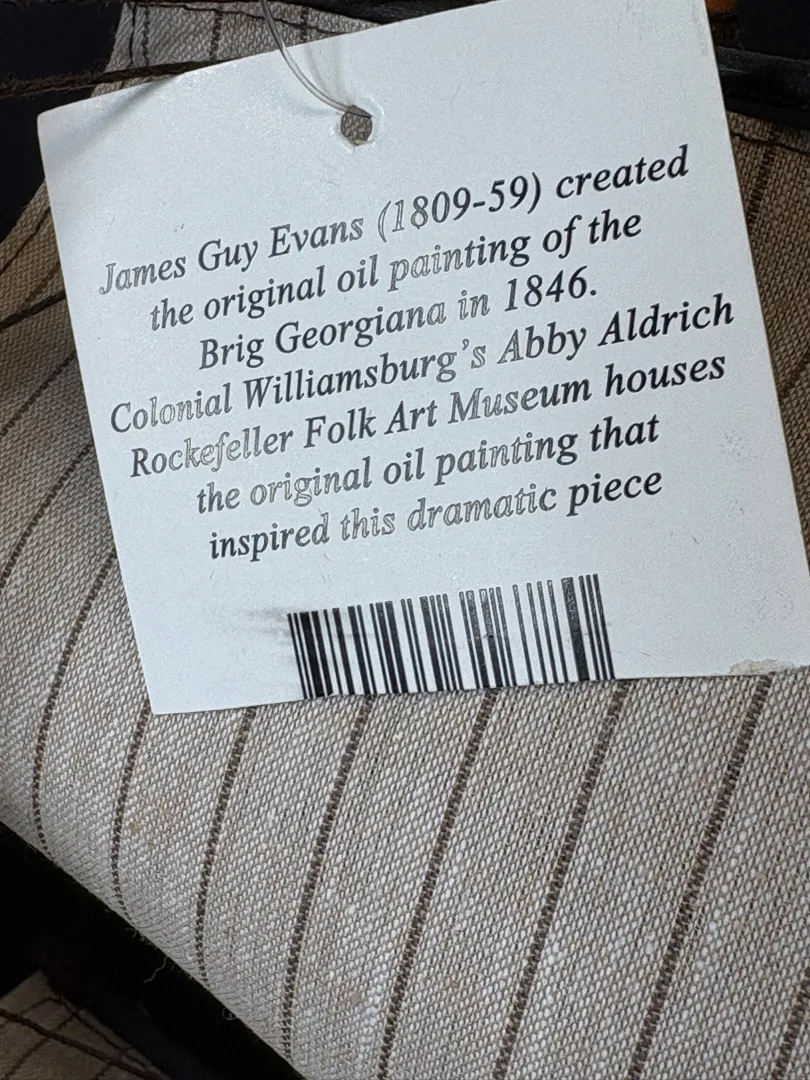 James Guy Evans (1809-59) created
the original oil painting of the
Brig Georgiana in 1846.
Colonial Williamsburg's Abby Aldrich
Rockefeller Folk Art Museum houses
the original oil painting that
inspired this dramatic piece